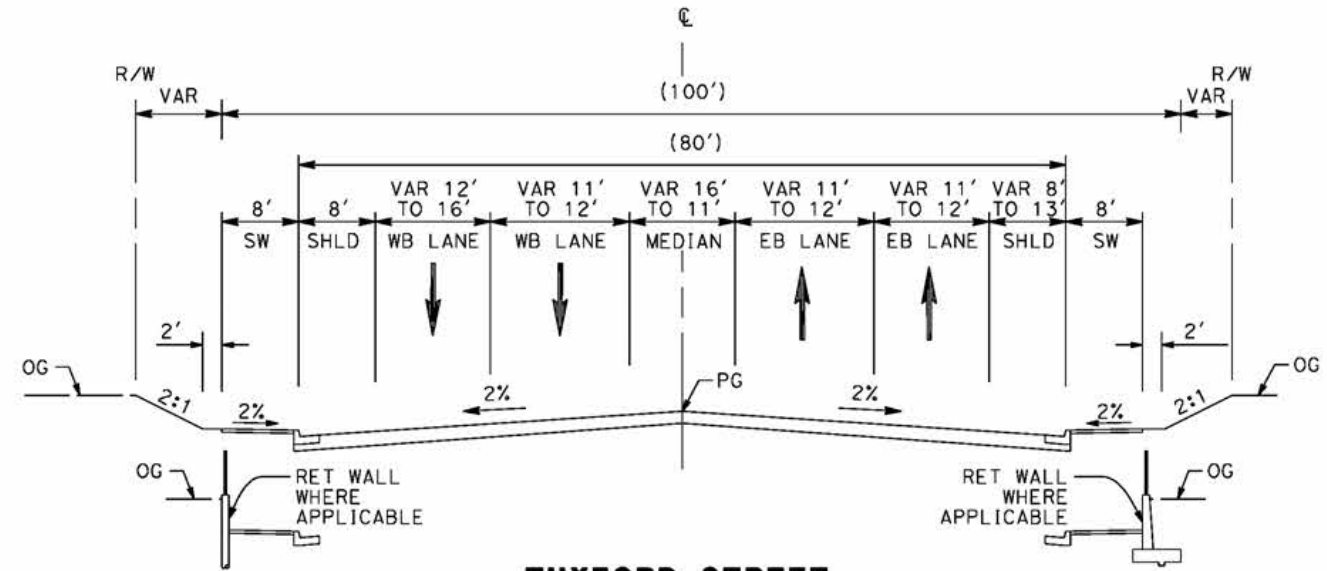 ℄
R/W
R/W
VAR
(100')
VAR
(80')
8'
8'
VAR 12'
TO 16'
VAR 11'
TO 12'
VAR 16'
TO 11'
VAR 11'
TO 12'
VAR 11'
TO 12'
VAR 8'
TO 13'
8'
SW
SHLD
WB LANE
WB LANE
MEDIAN
EB LANE
EB LANE
SHLD
SW
2'
2'
OG
OG
2:1
2%
2%
PG
2%
2%
2:1
OG
RET WALL
WHERE
APPLICABLE
RET WALL
WHERE
APPLICABLE
OG